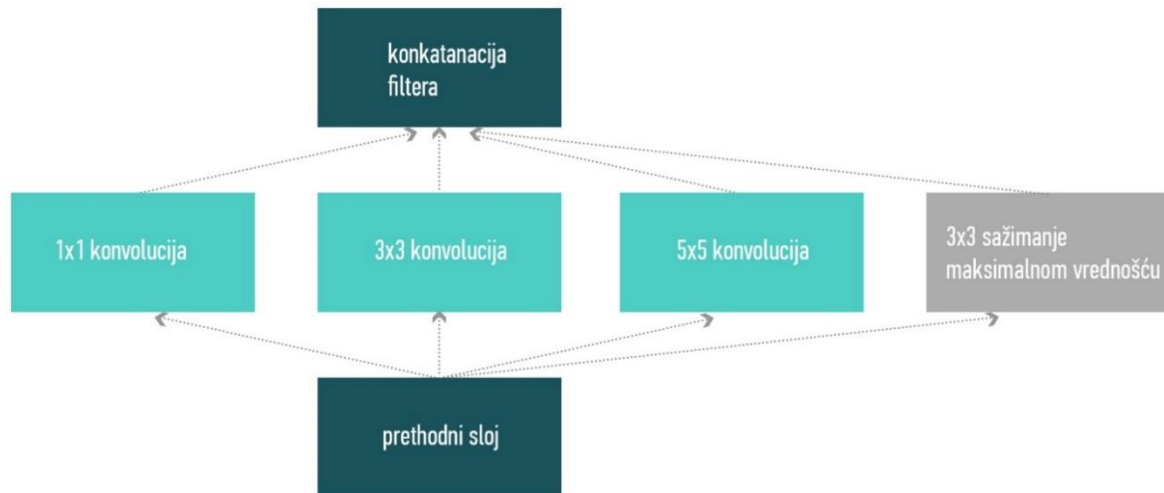 konkatanacija
filtera
1x1 konvolucija
3x3 konvolucija
5x5 konvolucija
3x3 sažimanje
maksimalnom vrednošću
prethodni sloj